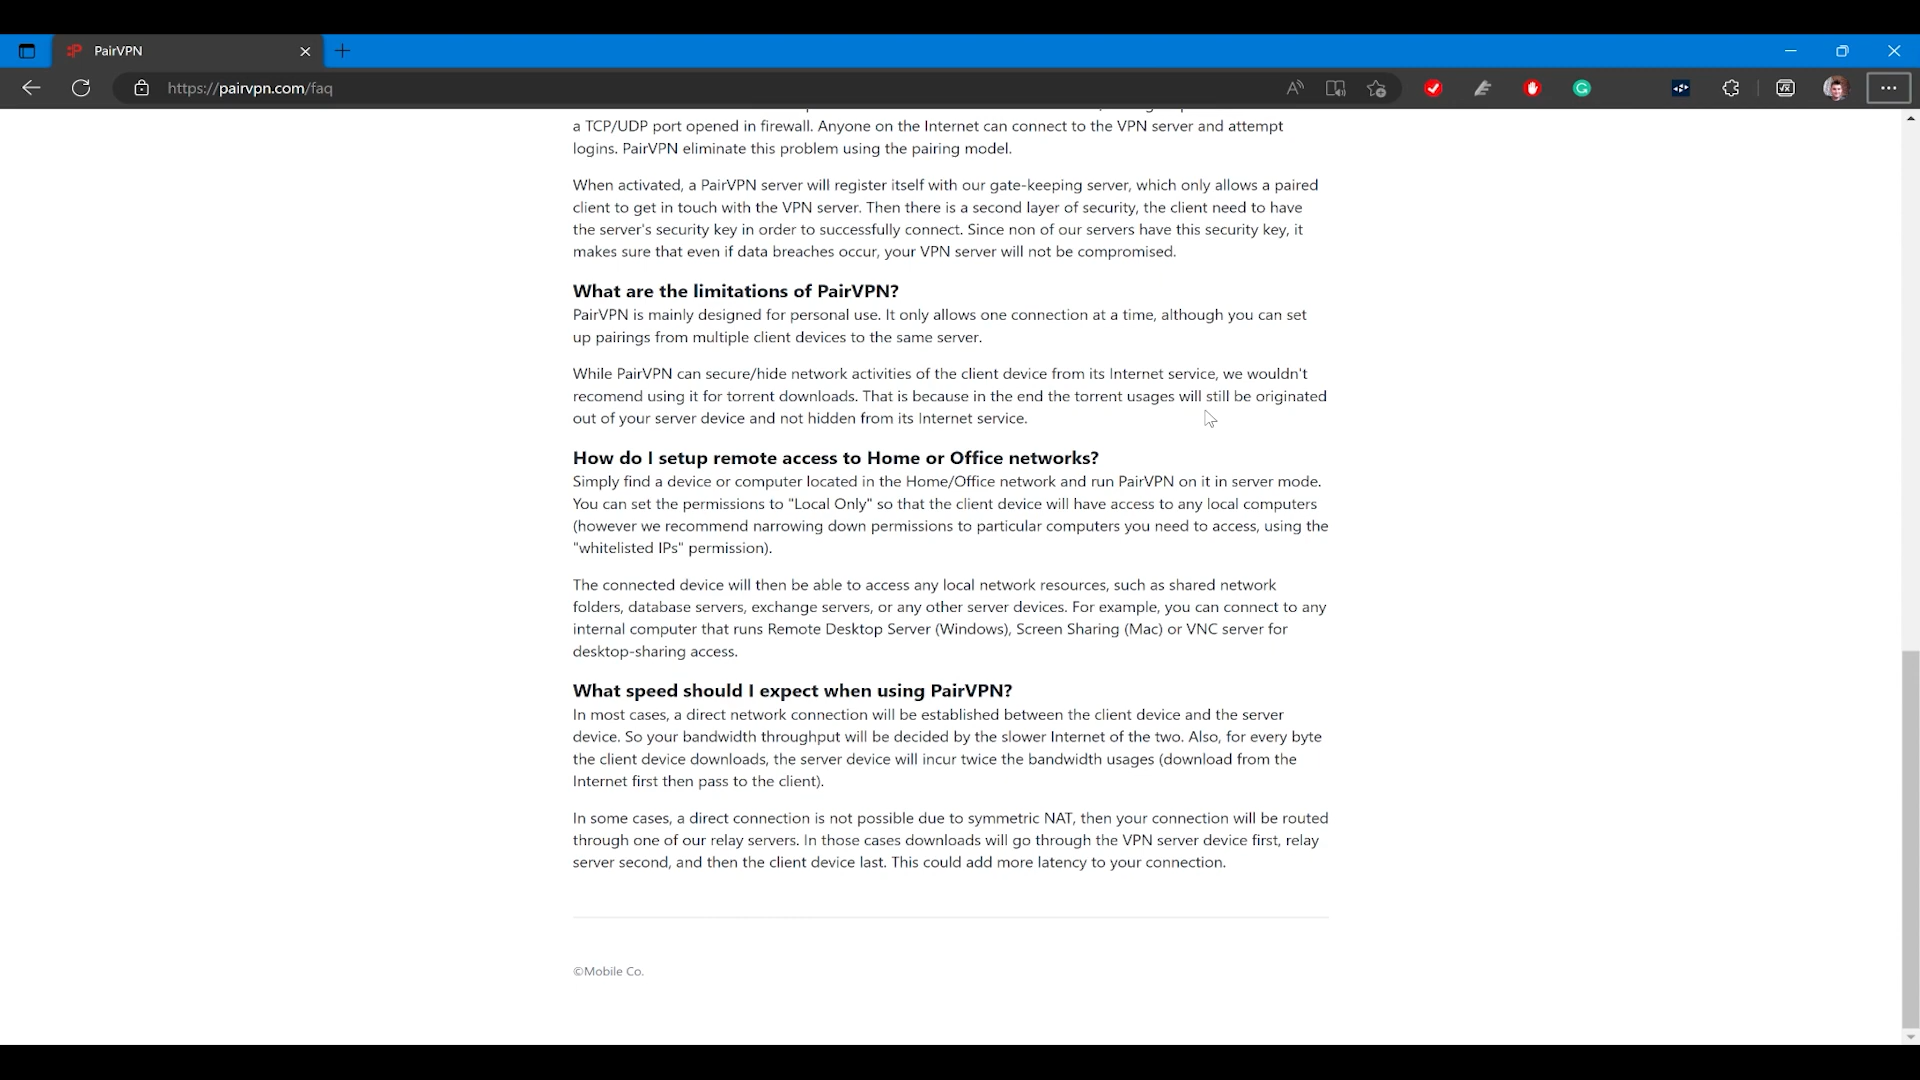 PairVPN
https://pairvpn.com/faq
a TCP/UDP port opened in firewall. Anyone on the Internet can connect to the VPN server and attempt
logins. PairVPN eliminate this problem using the pairing model.
When activated, a PairVPN server will register itself with our gate-keeping server, which only allows a paired
client to get in touch with the VPN server. Then there is a second layer of security, the client need to have
the server's security key in order to successfully connect. Since non of our servers have this security key, it
makes sure that even if data breaches occur, your VPN server will not be compromised.
What are the limitations of PairVPN?
PairVPN is mainly designed for personal use. It only allows one connection at a time, although you can set
up pairings from multiple client devices to the same server.
While PairVPN can secure/hide network activities of the client device from its Internet service, we wouldn't
recomend using it for torrent downloads. That is because in the end the torrent usages will still be originated
out of your server device and not hidden from its Internet service.
How do I setup remote access to Home or Office networks?
Simply find a device or computer located in the Home/Office network and run PairVPN on it in server mode.
You can set the permissions to "Local Only" so that the client device will have access to any local computers
(however we recommend narrowing down permissions to particular computers you need to access, using the
"whitelisted IPs" permission).
The connected device will then be able to access any local network resources, such as shared network
folders, database servers, exchange servers, or any other server devices. For example, you can connect to any
internal computer that runs Remote Desktop Server (Windows), Screen Sharing (Mac) or VNC server for
desktop-sharing access.
What speed should I expect when using PairVPN?
In most cases, a direct network connection will be established between the client device and the server
device. So your bandwidth throughput will be decided by the slower Internet of the two. Also, for every byte
the client device downloads, the server device will incur twice the bandwidth usages (download from the
Internet first then pass to the client).
In some cases, a direct connection is not possible due to symmetric NAT, then your connection will be routed
through one of our relay servers. In those cases downloads will go through the VPN server device first, relay
server second, and then the client device last. This could add more latency to your connection.
©Mobile Co.